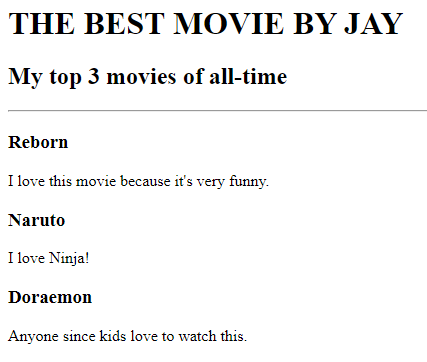 THE BEST MOVIE BY JAY
My top 3 movies of all-time
Reborn
I love this movie because it's very funny.
Naruto
I love Ninja!
Doraemon
Anyone since kids love to watch this.